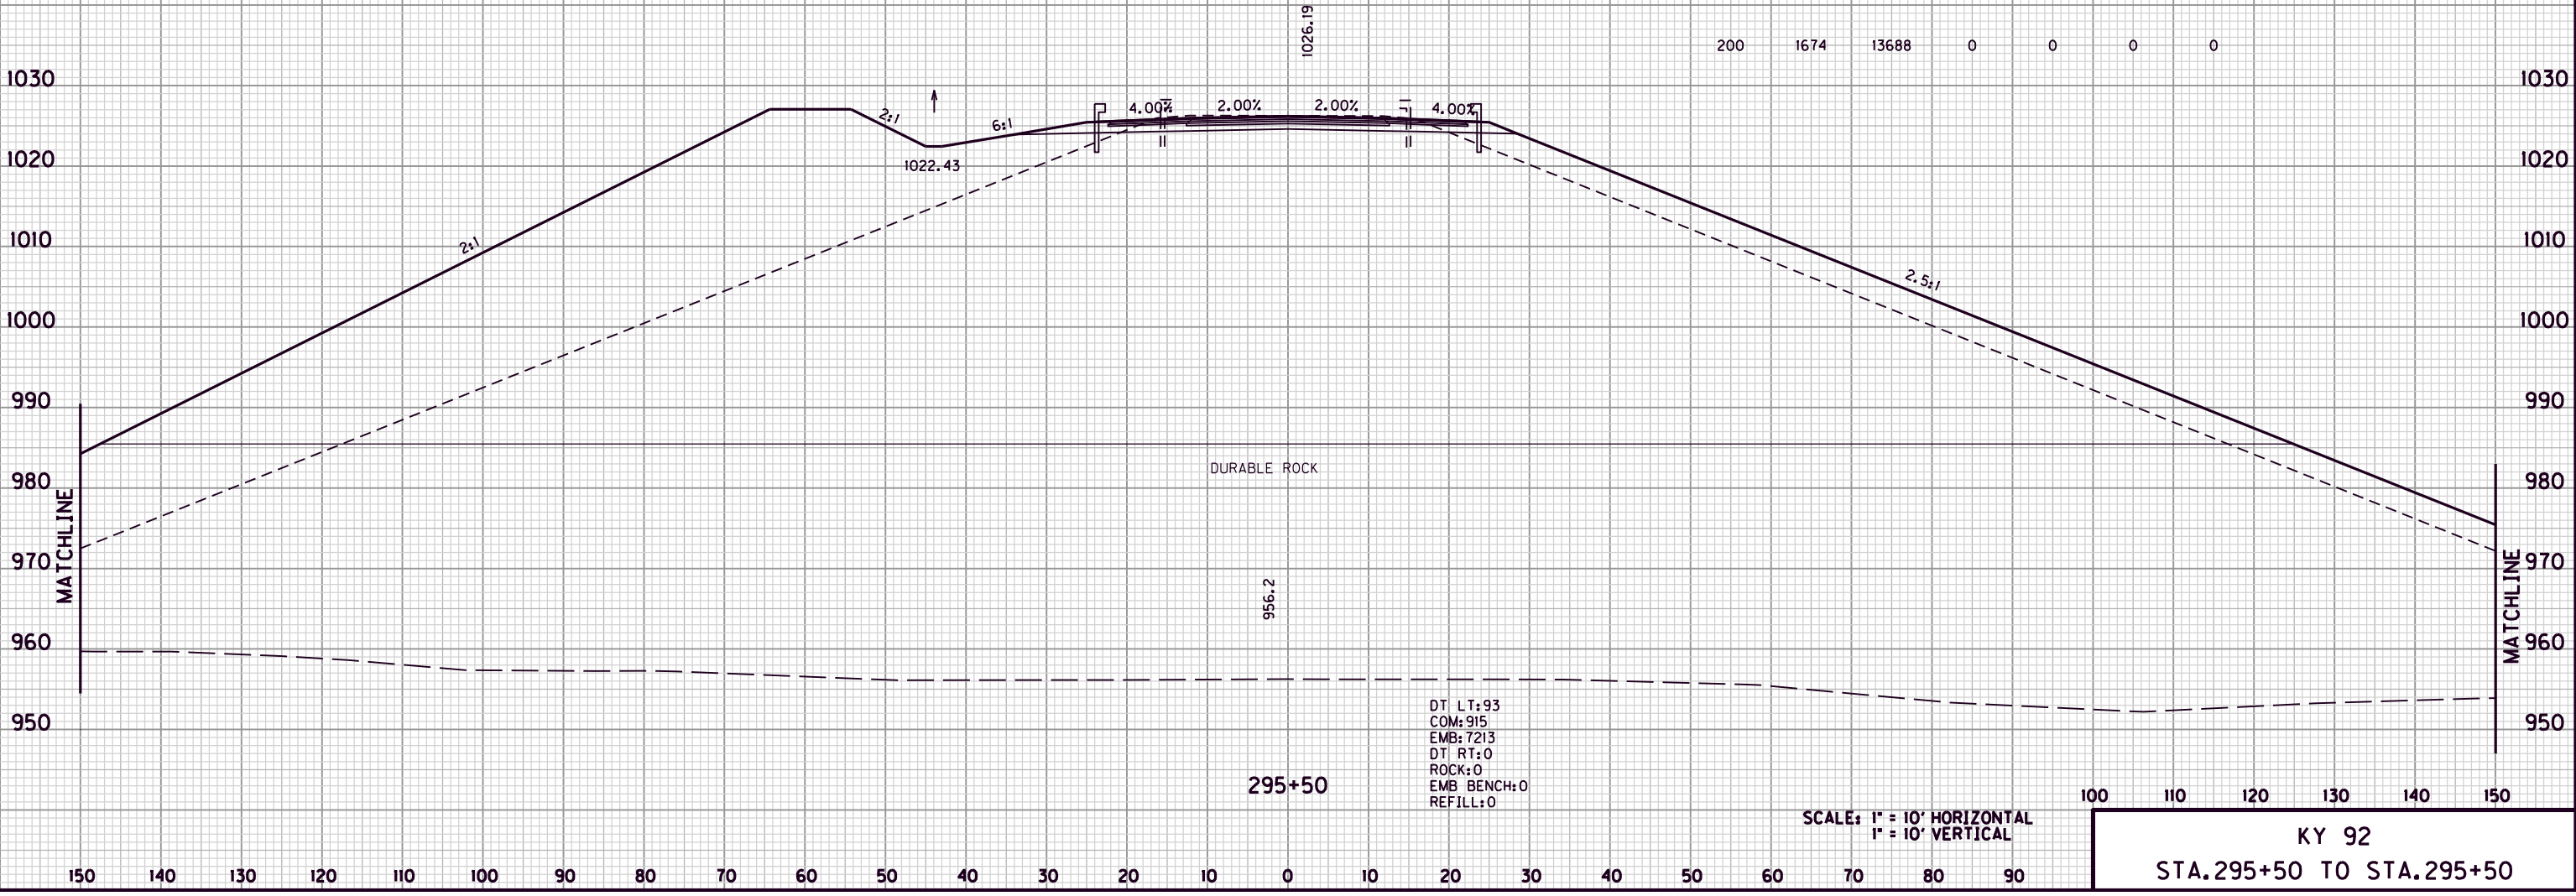 1026.19
200 1674 13688 0 0 0 0
1030 1030
4.00% 2.00% 2.00% 4.00%
2:1
6:1
1020 1022.43 1020
1010 2:1 1010
2.5:1
1000 1000
990 990
DURABLE ROCK
980 980
MATCHLINE
970 970
MATCHLINE
956.2
960 960
950 950
DT LT:93
COM:915
EMB:7213
DT RT:0
ROCK:0
EMB BENCH:0
REFILL:0
295+50
100 110 120 130 140 150
SCALE: 1" = 10' HORIZONTAL
1" = 10' VERTICAL
KY 92
STA.295+50 TO STA.295+50
150 140 130 120 110 100 90 80 70 60 50 40 30 20 10 0 10 20 30 40 50 60 70 80 90